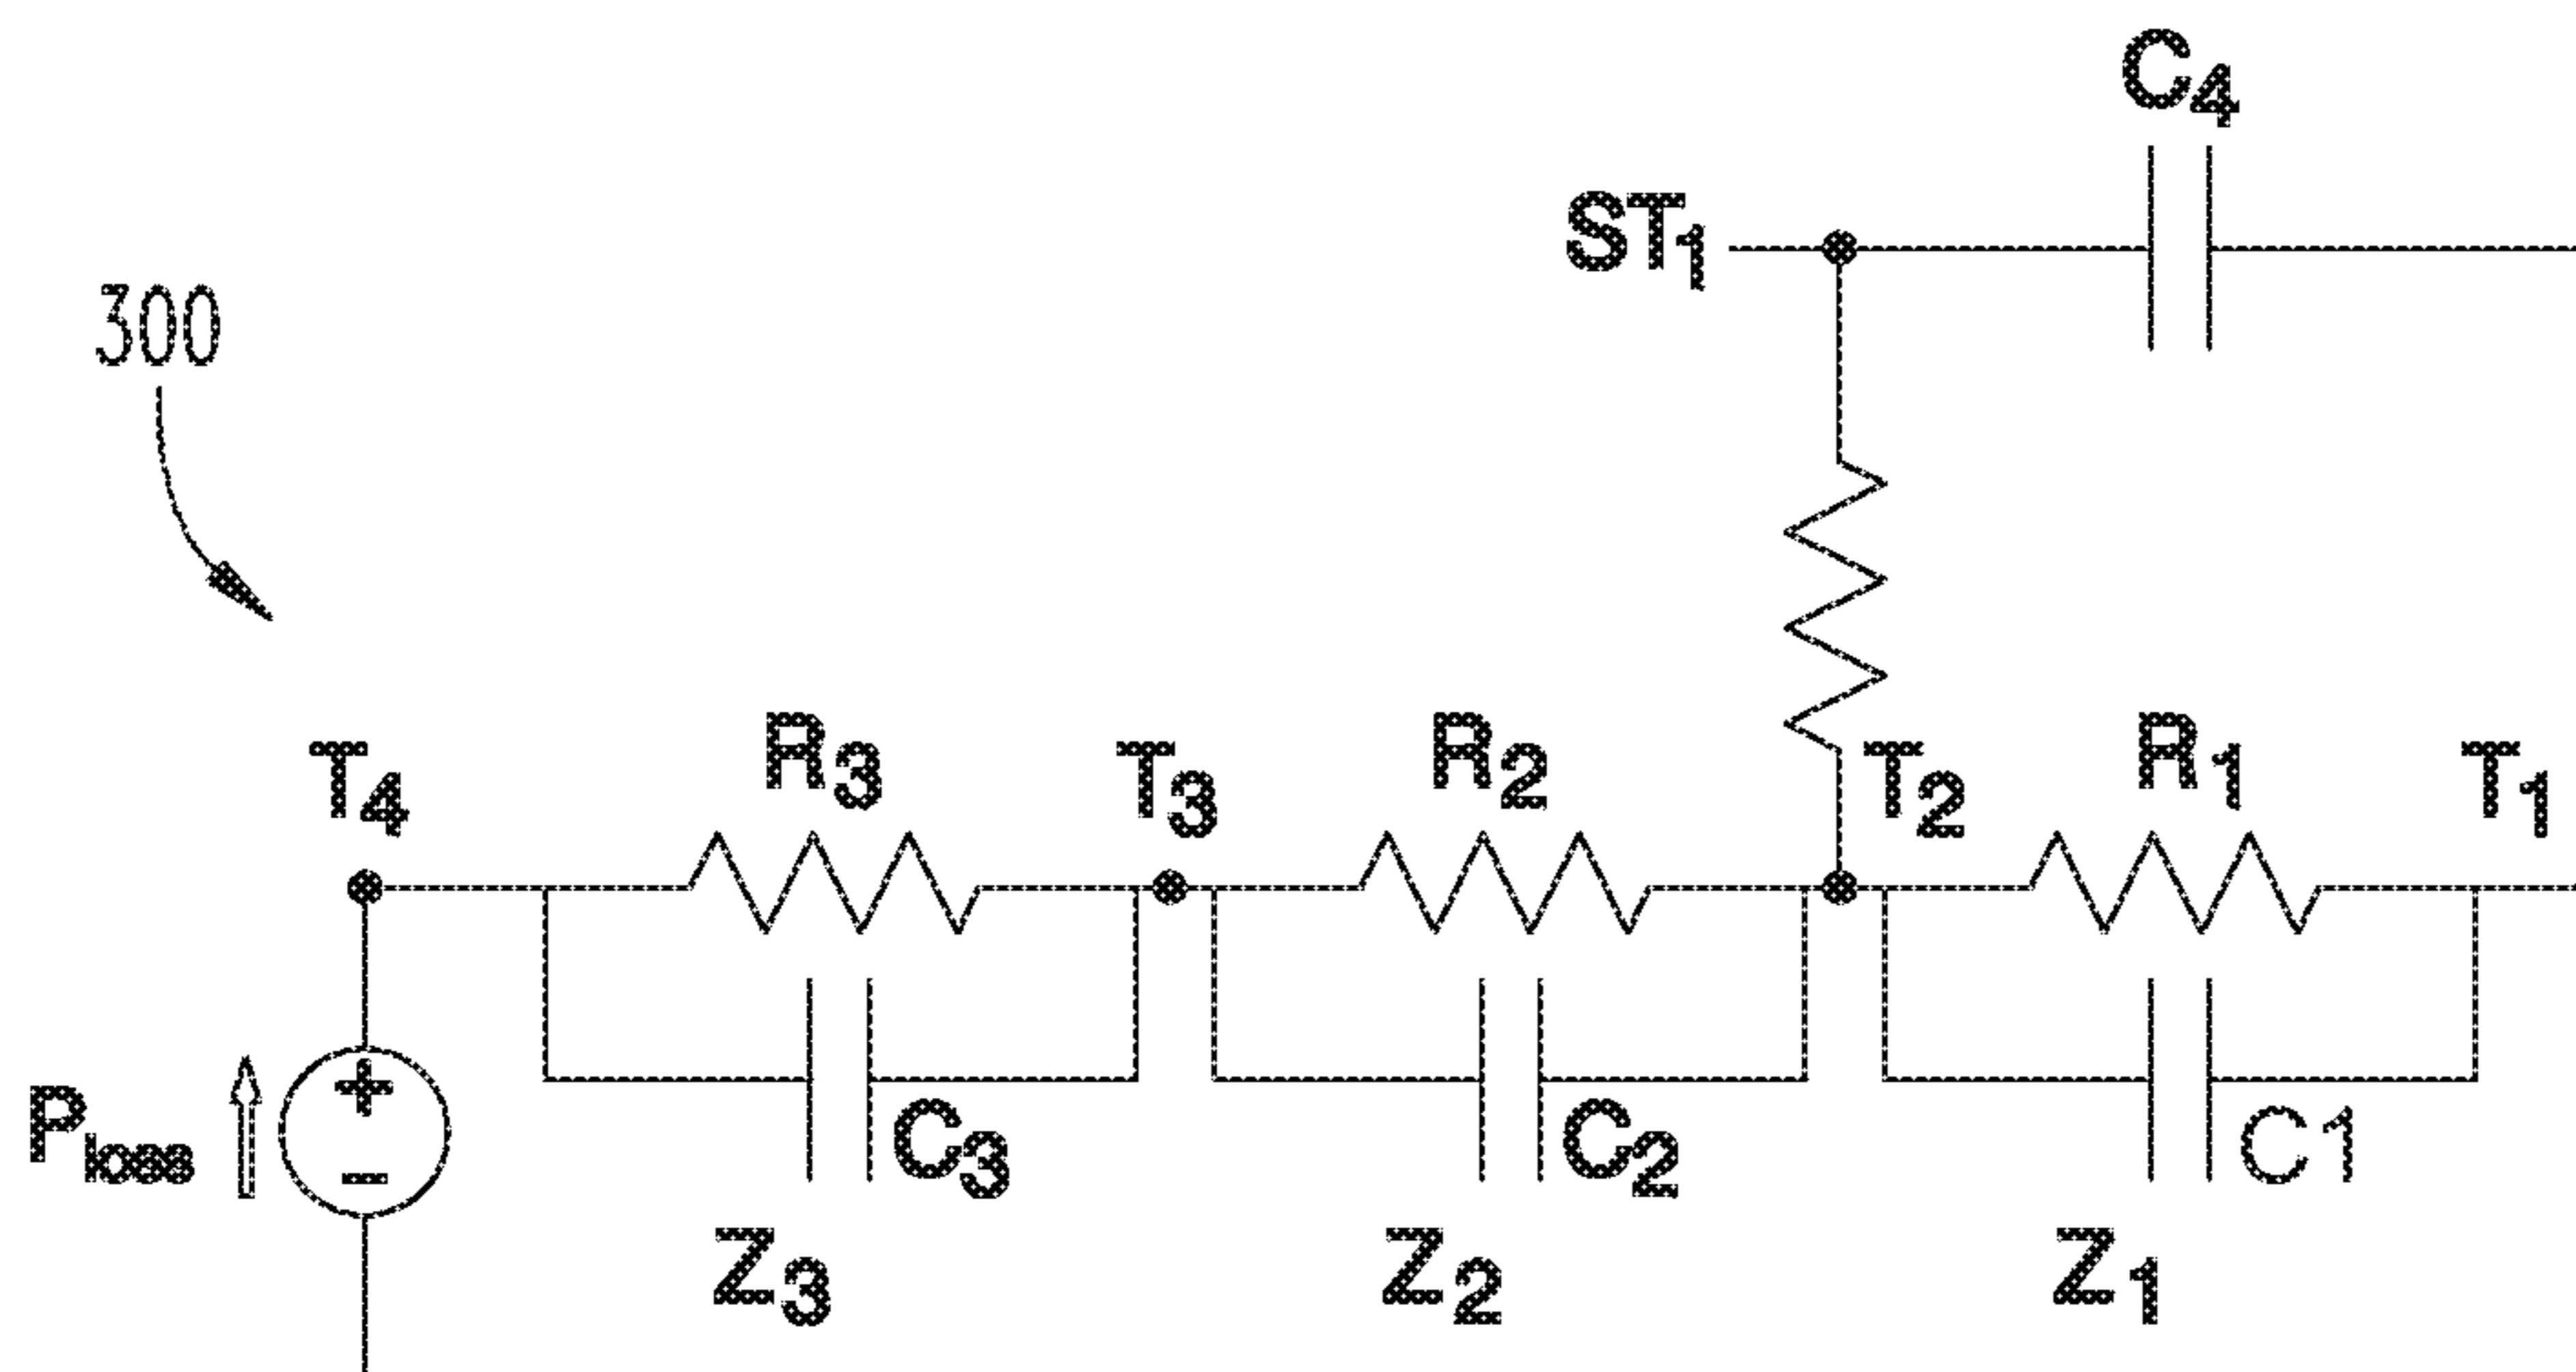 C4
ST1
300
T4
R3
T3
R2
T2
R1
T1
+
-
Ploss
C3
C2
C1
Z3
Z2
Z1